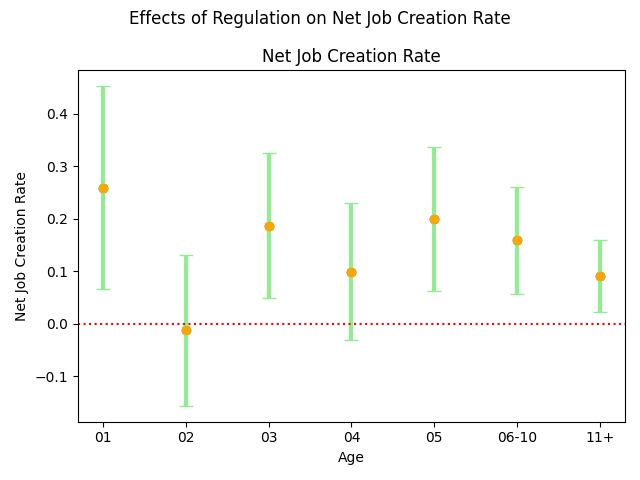 Effects of Regulation on Net Job Creation Rate
Net Job Creation Rate
Net Job Creation Rate
0.4
0.3
0.2
0.1
0.0
−0.1
01 02 03 04 05 06-10 11+
Age